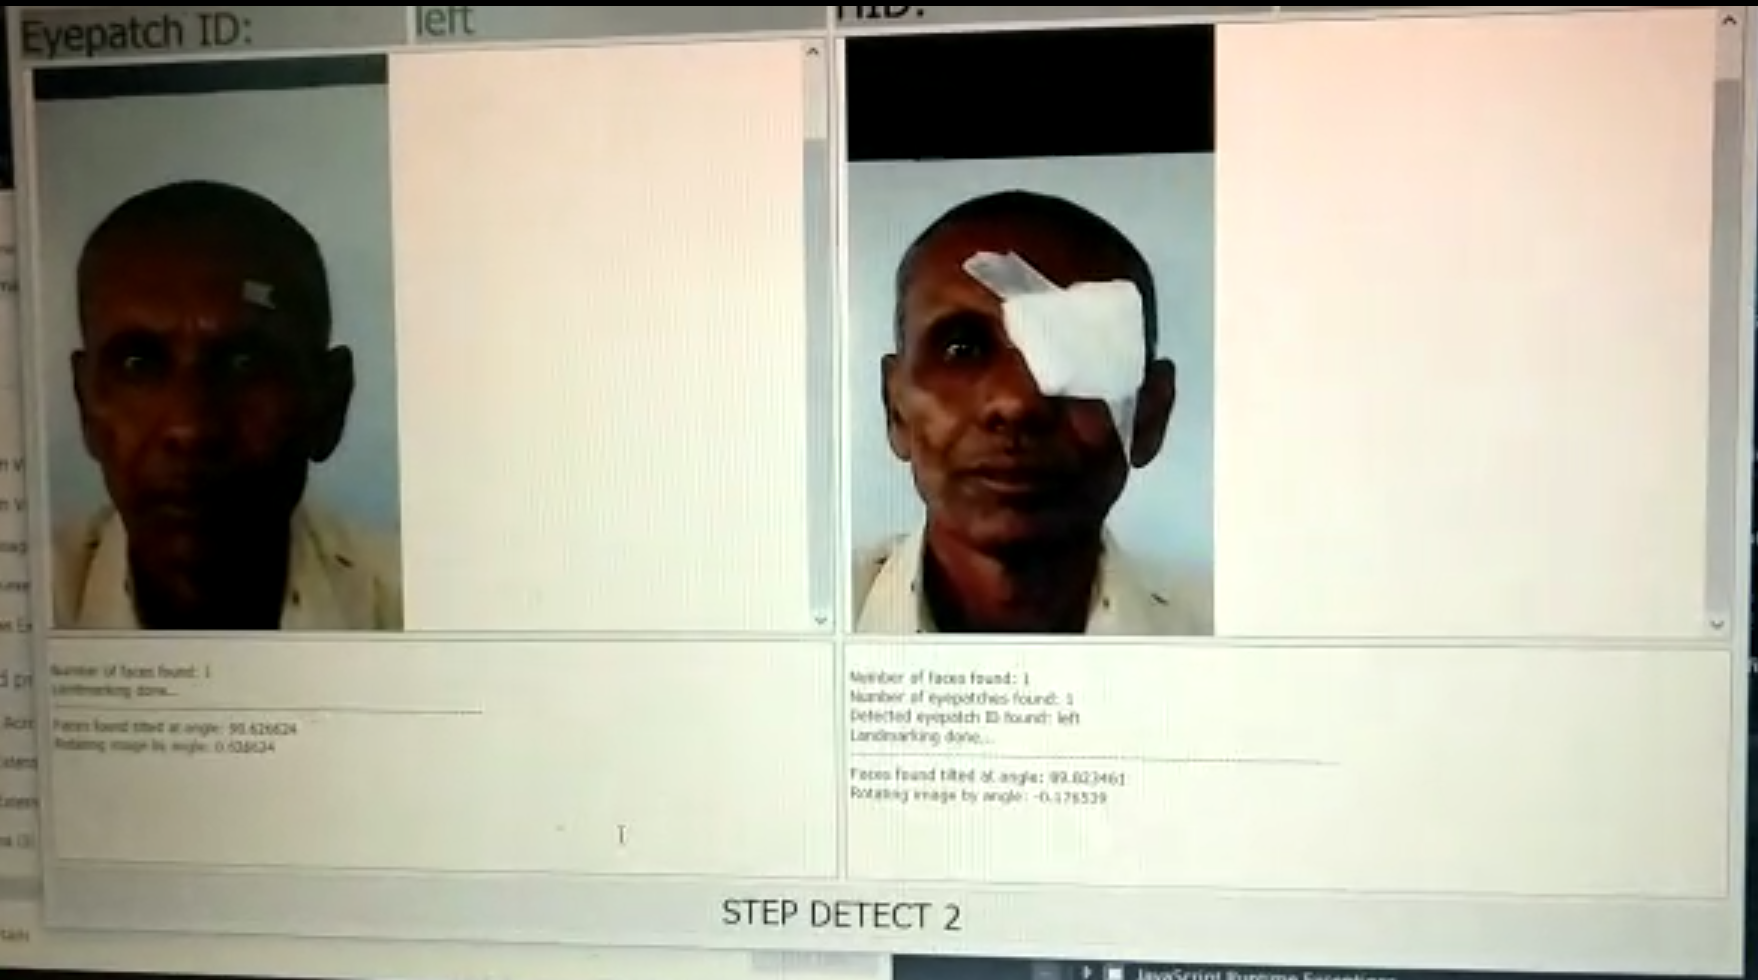 Eyepatch ID:
left
HID:
Number of faces found: 1
Landmarking done...
Faces found tilted at angle: 90.626624
Rotating image by angle: 0.626624
Number of faces found: 1
Number of eyepatches found: 1
Detected eyepatch ID found: left
Landmarking done...
Faces found tilted at angle: 89.823461
Rotating image by angle: -0.176539
STEP DETECT 2
JavaScript Runtime Exceptions